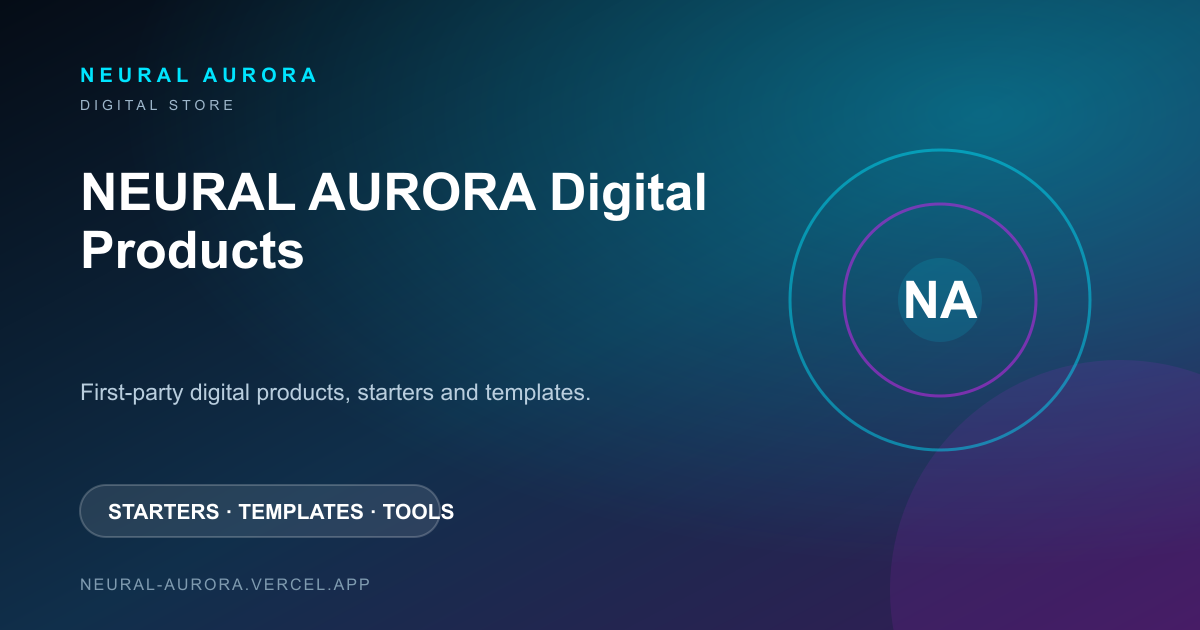 NEURAL AURORA
DIGITAL STORE
NEURAL AURORA Digital
Products
NA
First-party digital products, starters and templates.
STARTERS · TEMPLATES · TOOLS
NEURAL-AURORA.VERCEL.APP